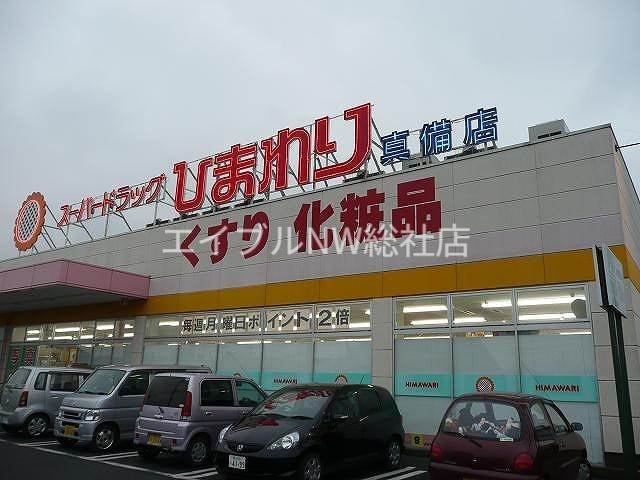 スーパードラッグ ひまわり 真備店
くすり 化粧品
エイブルNW総社店
毎週月曜日ポイント2倍
HIMAWARI HIMAWARI